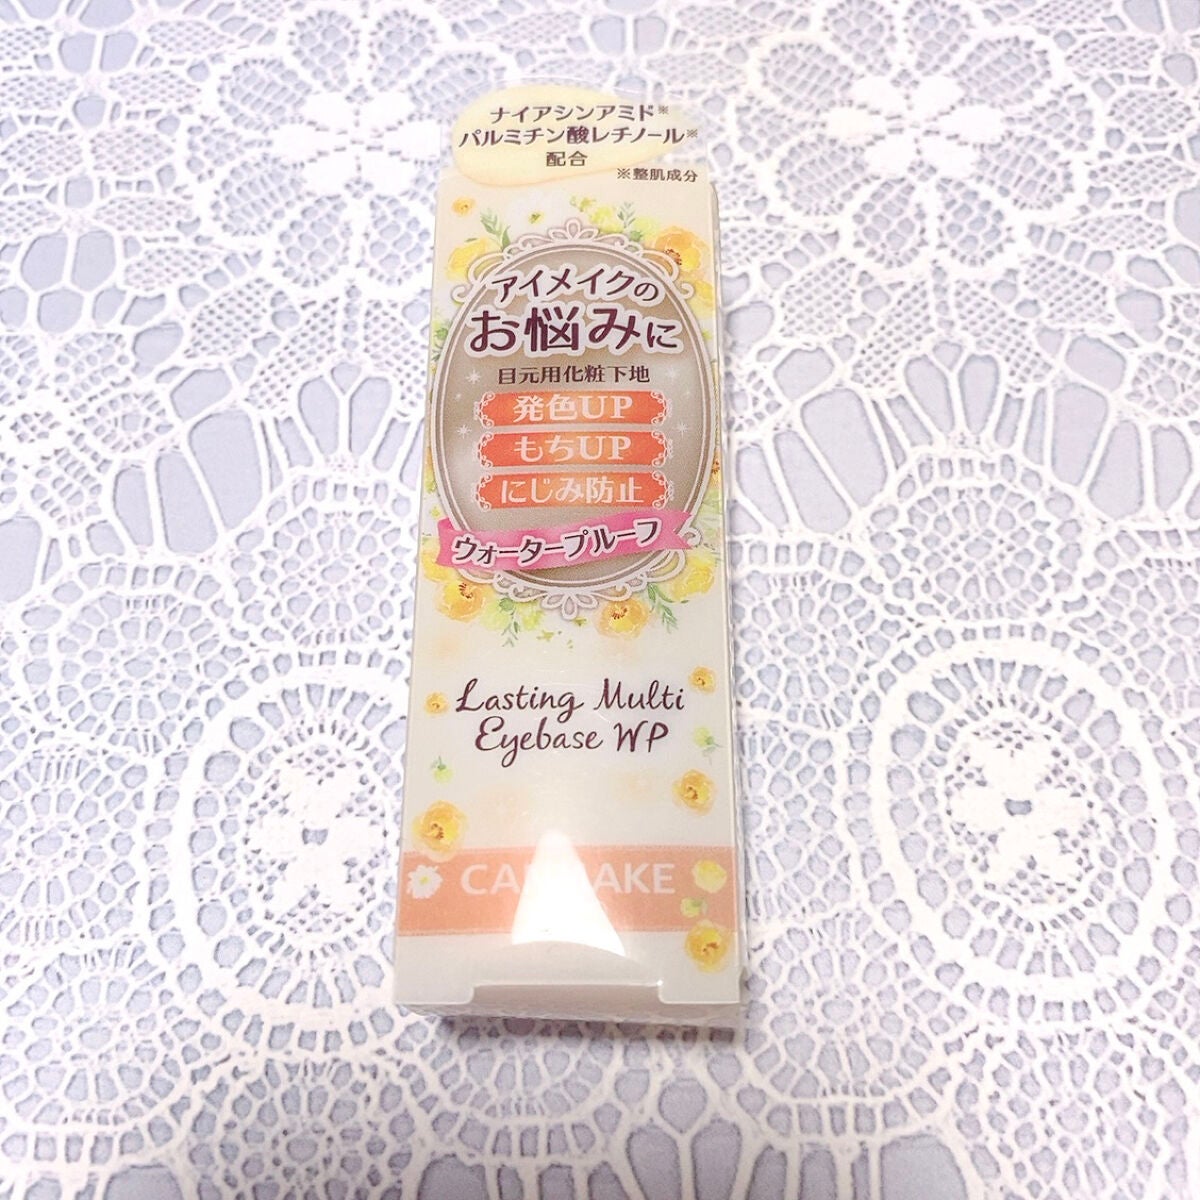 ナイアシンアミド※
パルミチン酸レチノール※
配合
※整肌成分
アイメイクの
お悩みに
目元用化粧下地
発色UP
もちUP
にじみ防止
ウォータープルーフ
Lasting Multi
Eyebase WP